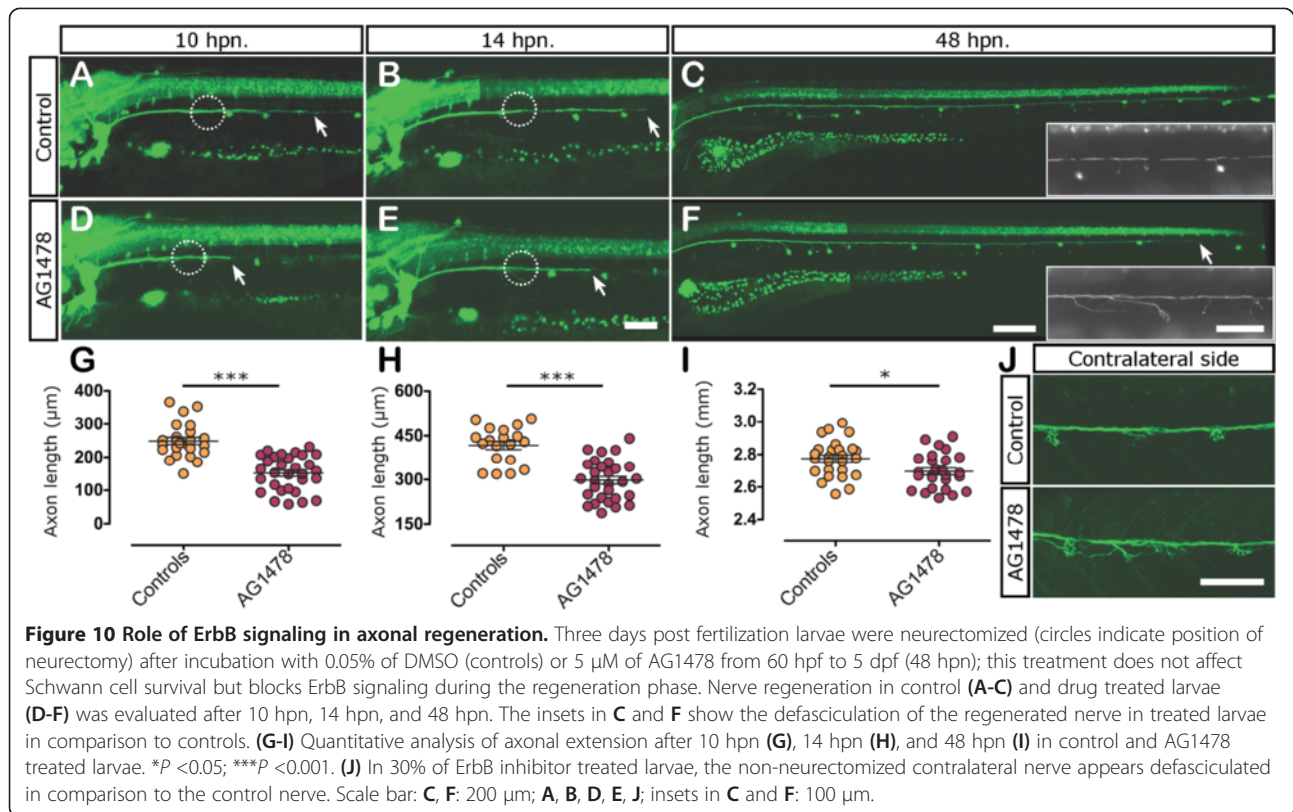 10 hpn.
14 hpn.
48 hpn.
Control
A
B
C
AG1478
D
E
F
G
H
I
J
***
***
*
Axon length (µm)
400
300
200
100
0
Controls
AG1478
Axon length (µm)
600
450
300
150
Controls
AG1478
Axon length (mm)
3.2
3.0
2.8
2.6
2.4
Controls
AG1478
Contralateral side
Control
AG1478
Figure 10 Role of ErbB signaling in axonal regeneration. Three days post fertilization larvae were neurectomized (circles indicate position of
neurectomy) after incubation with 0.05% of DMSO (controls) or 5 µM of AG1478 from 60 hpf to 5 dpf (48 hpn); this treatment does not affect
Schwann cell survival but blocks ErbB signaling during the regeneration phase. Nerve regeneration in control (A-C) and drug treated larvae
(D-F) was evaluated after 10 hpn, 14 hpn, and 48 hpn. The insets in C and F show the defasciculation of the regenerated nerve in treated larvae
in comparison to controls. (G-I) Quantitative analysis of axonal extension after 10 hpn (G), 14 hpn (H), and 48 hpn (I) in control and AG1478
treated larvae. *P <0.05; ***P <0.001. (J) In 30% of ErbB inhibitor treated larvae, the non-neurectomized contralateral nerve appears defasciculated
in comparison to the control nerve. Scale bar: C, F: 200 µm; A, B, D, E, J; insets in C and F: 100 µm.